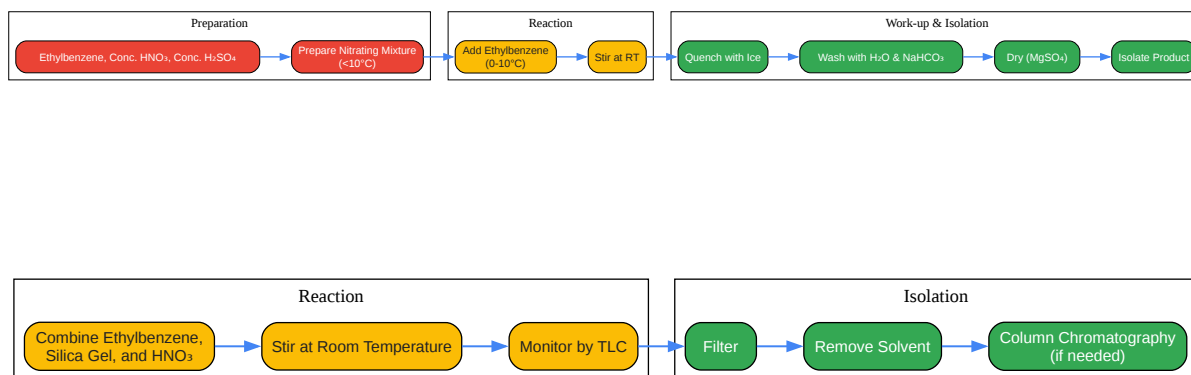 Preparation
Ethylbenzene, Conc. HNO₃, Conc. H₂SO₄
Prepare Nitrating Mixture
(<10°C)
Reaction
Add Ethylbenzene
(0-10°C)
Stir at RT
Work-up & Isolation
Quench with Ice
Wash with H₂O & NaHCO₃
Dry (MgSO₄)
Isolate Product
Reaction
Combine Ethylbenzene,
Silica Gel, and HNO₃
Stir at Room Temperature
Monitor by TLC
Isolation
Filter
Remove Solvent
Column Chromatography
(if needed)